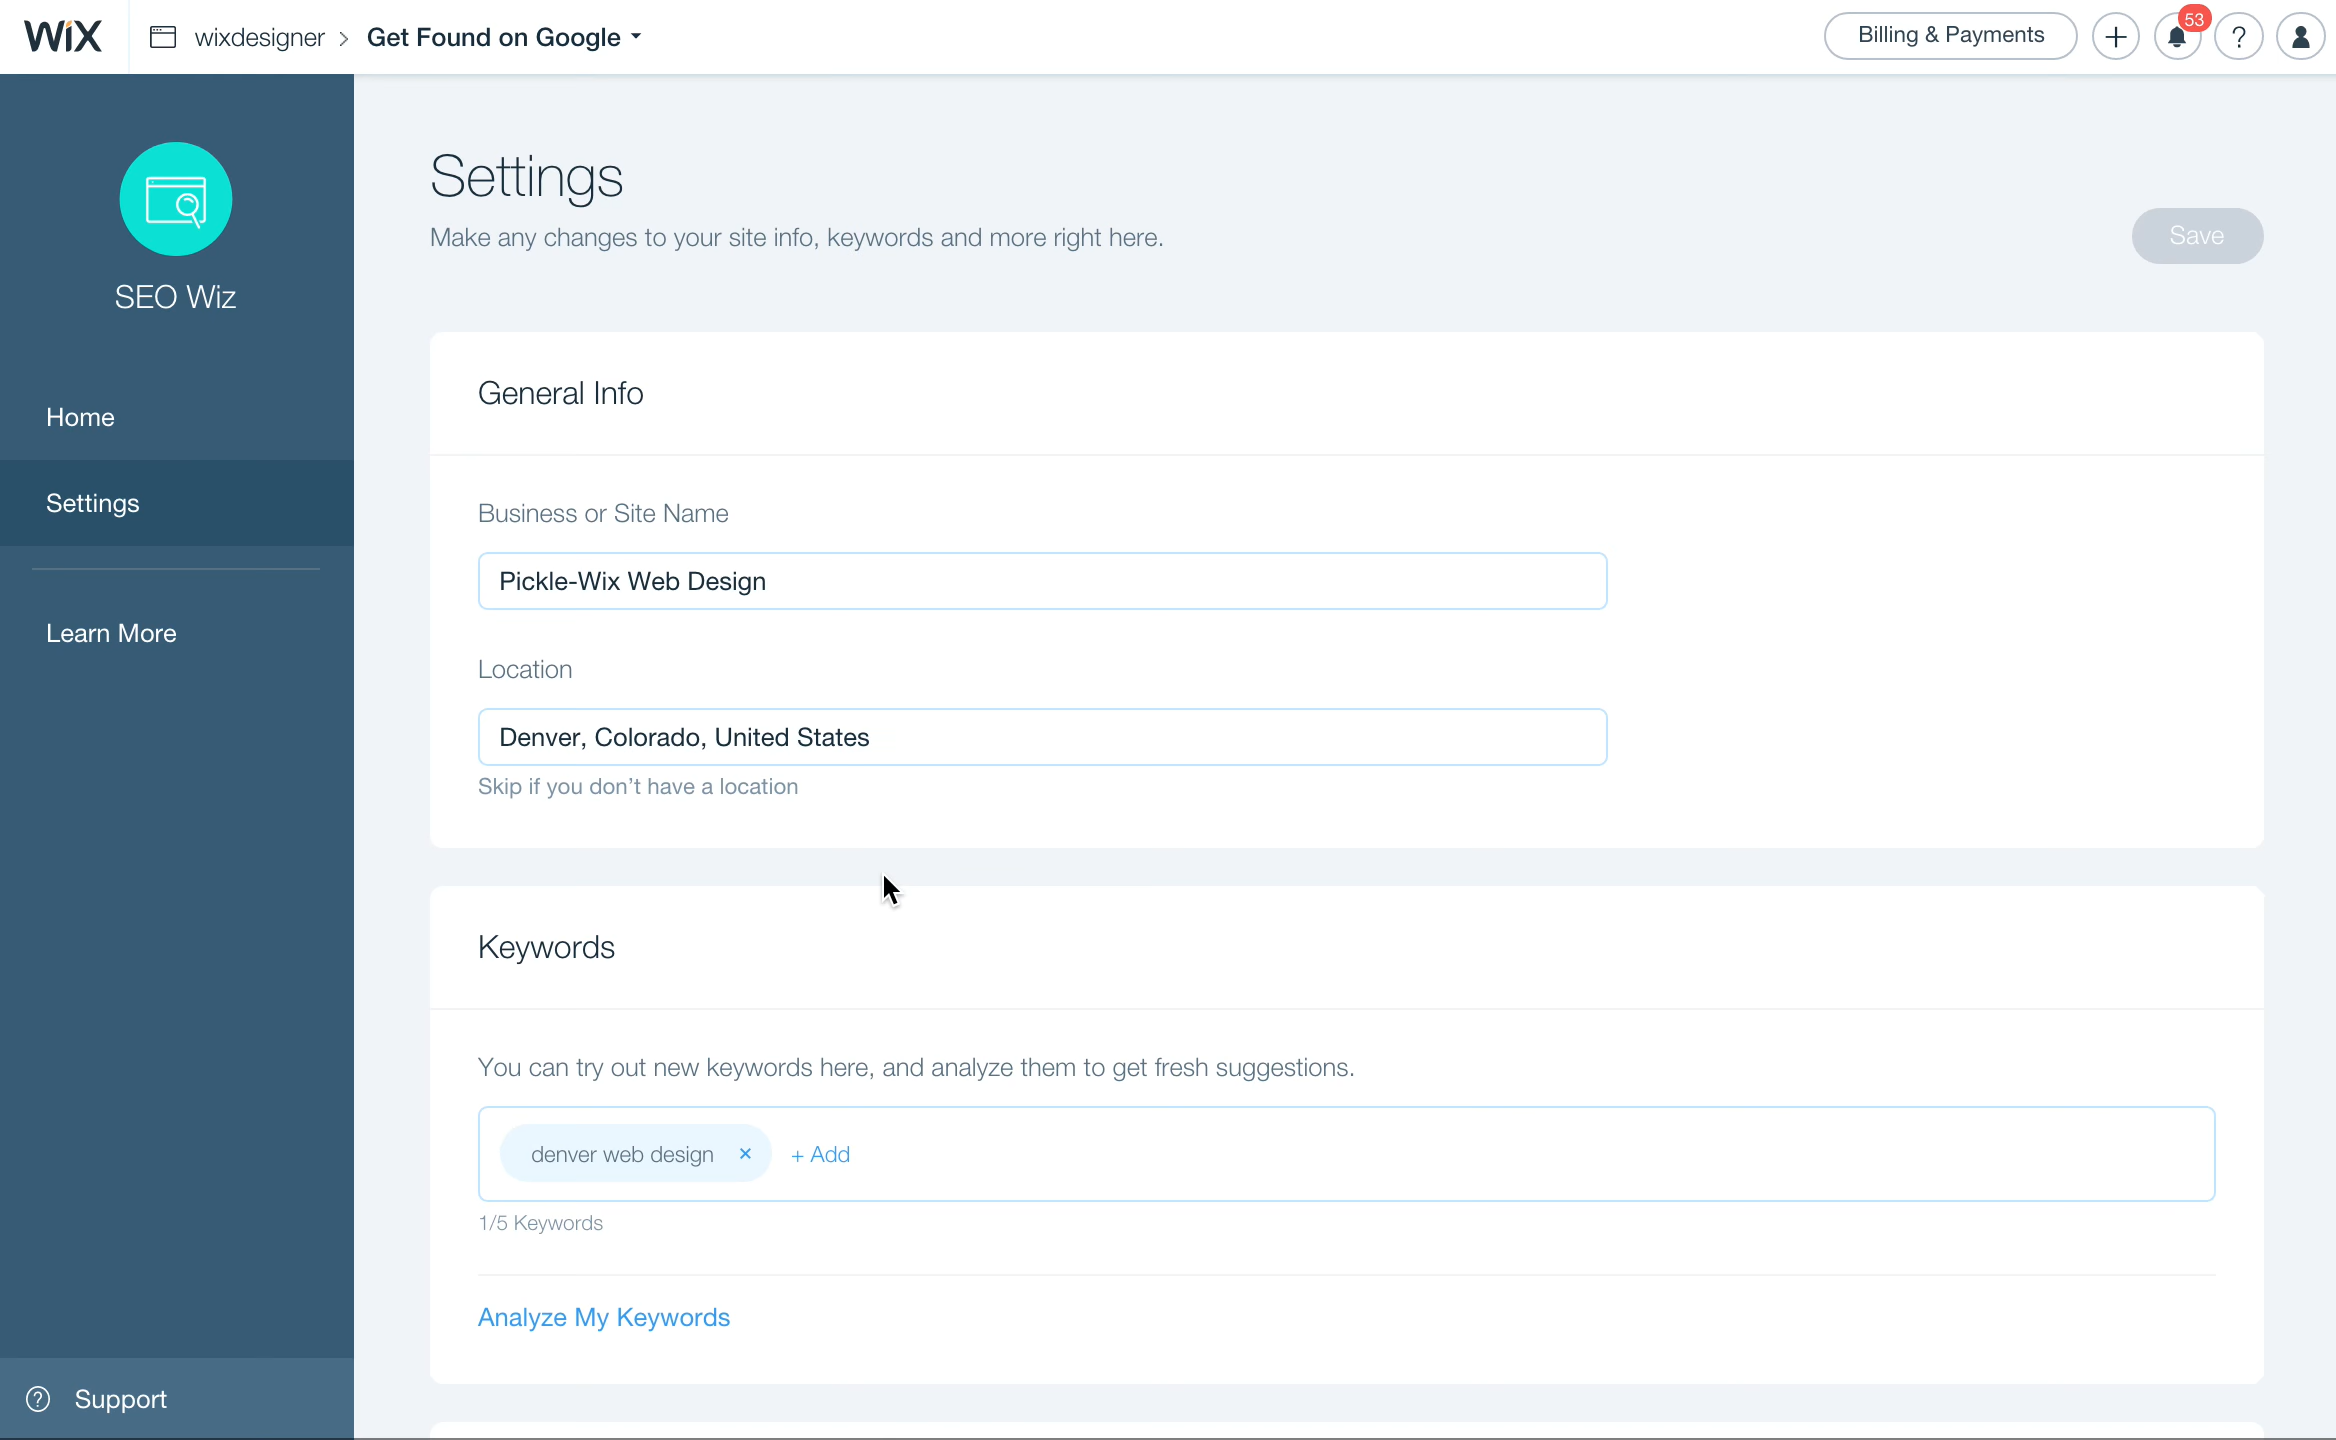 WiX
wixdesigner > Get Found on Google
Billing & Payments
+
53
?
SEO Wiz
Home
Settings
Learn More
? Support
Settings
Make any changes to your site info, keywords and more right here.
Save
General Info
Business or Site Name
Pickle-Wix Web Design
Location
Denver, Colorado, United States
Skip if you don’t have a location
Keywords
You can try out new keywords here, and analyze them to get fresh suggestions.
denver web design × + Add
1/5 Keywords
Analyze My Keywords